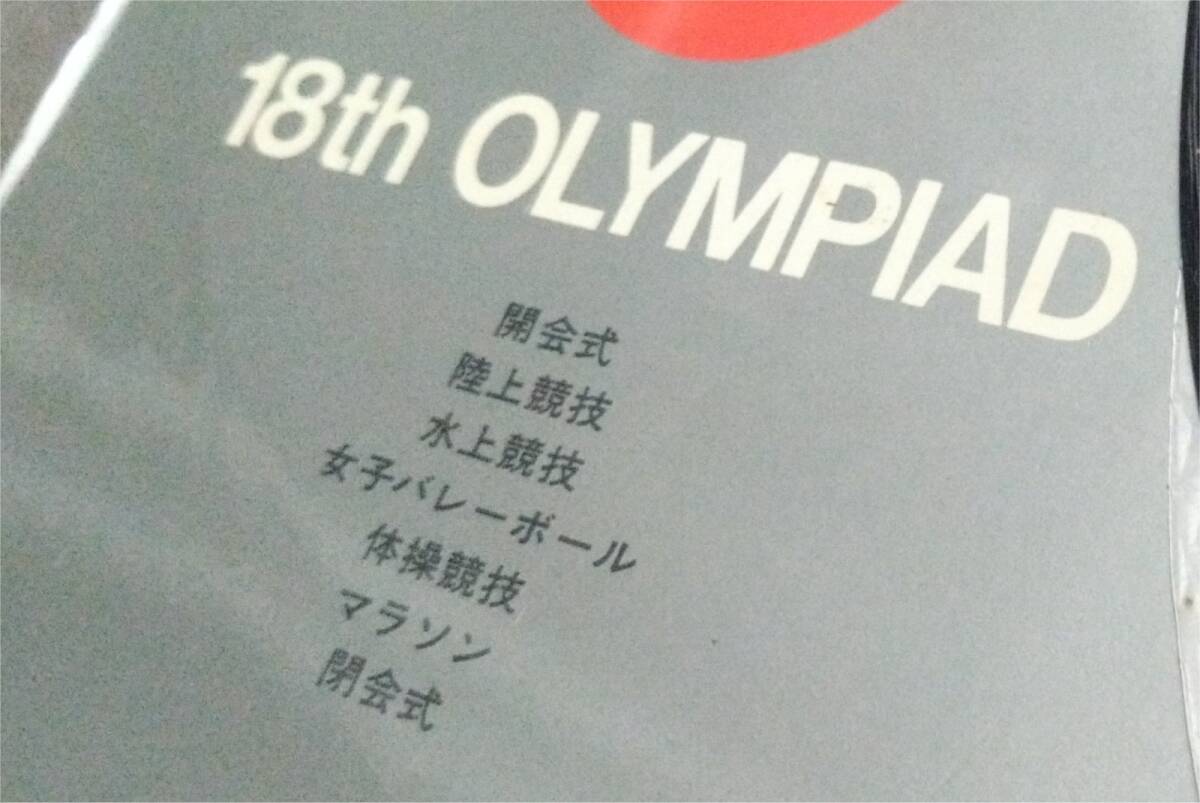 18th OLYMPIAD
開会式
陸上競技
水上競技
女子バレーボール
体操競技
マラソン
閉会式